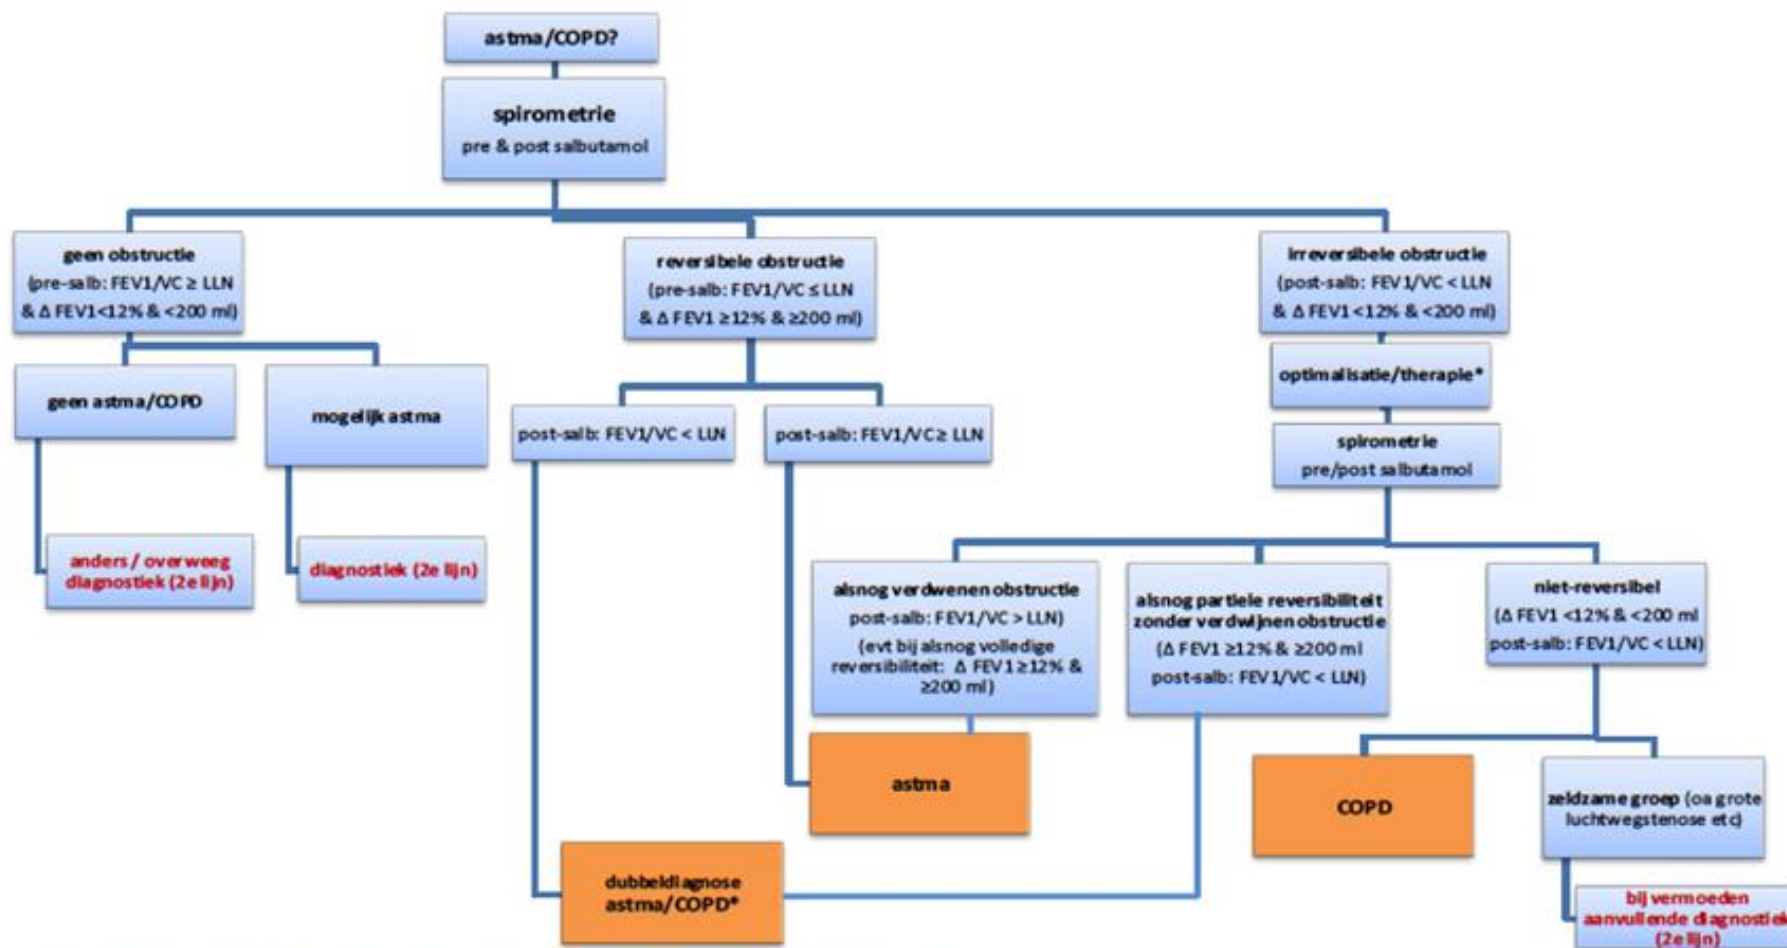 astma/COPD?
spirometrie
pre & post salbutamol
geen obstructie
(pre-salb: FEV1/VC ≥ LLN
& Δ FEV1<12% & <200 ml)
reversibele obstructie
(pre-salb: FEV1/VC ≤ LLN
& Δ FEV1 ≥12% & ≥200 ml)
irreversibele obstructie
(post-salb: FEV1/VC < LLN
& Δ FEV1 <12% & <200 ml)
geen astma/COPD
mogelijk astma
post-salb: FEV1/VC < LLN
post-salb: FEV1/VC ≥ LLN
optimalisatie/therapie*
spirometrie
pre/post salbutamol
anders / overweeg
diagnostiek (2e lijn)
diagnostiek (2e lijn)
alsnog verdwenen obstructie
post-salb: FEV1/VC > LLN)
(evt bij alsnog volledige
reversibiliteit: Δ FEV1 ≥12% &
≥200 ml)
alsnog partiele reversibiliteit
zonder verdwijnen obstructie
(Δ FEV1 ≥12% & ≥200 ml
post-salb: FEV1/VC < LLN)
niet-reversibel
(Δ FEV1 <12% & <200 ml
post-salb: FEV1/VC < LLN)
astma
COPD
zeldzame groep (oa grote
luchtwegstenose etc)
dubbeldiagnose
astma/COPD*
bij vermoeden
aanvullende diagnostiek
(2e lijn)